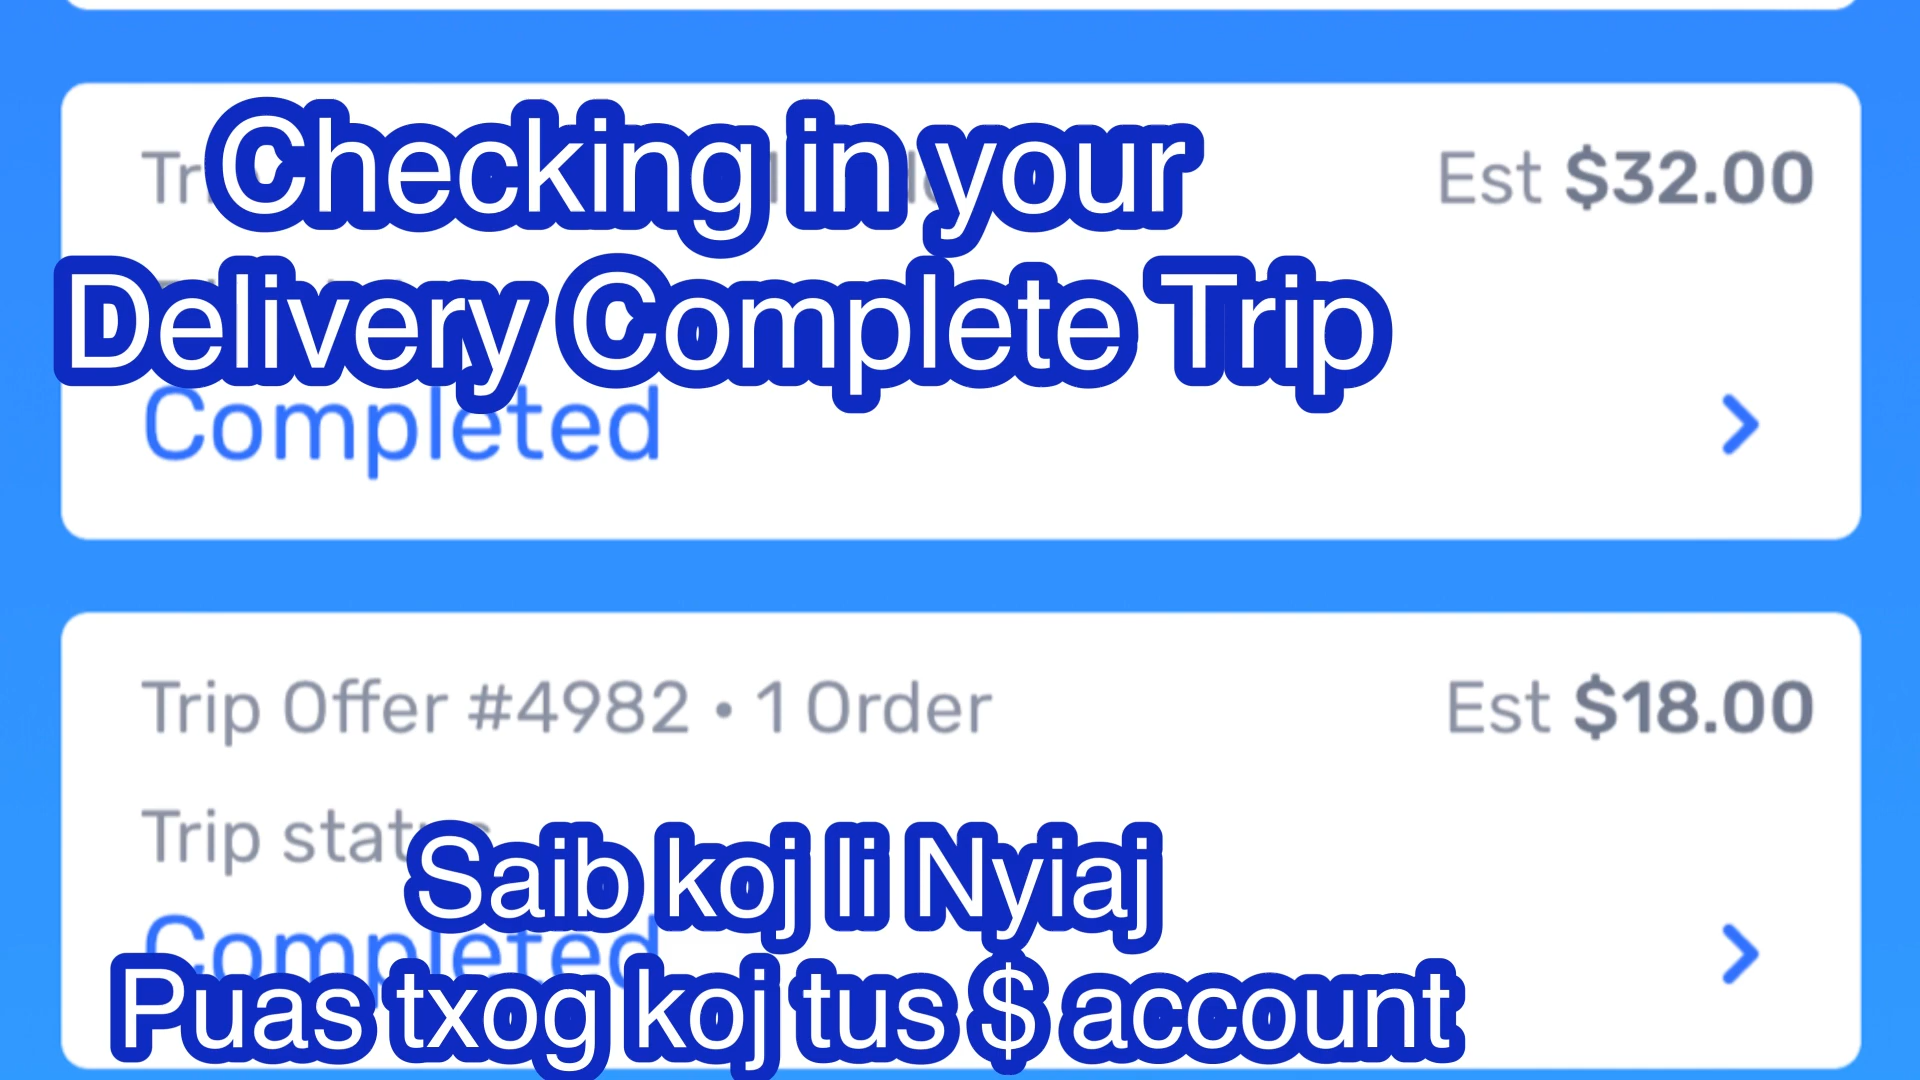 Checking in your
Est $32.00
Delivery Complete Trip
Completed
Trip Offer #4982 • 1 Order
Est $18.00
Trip
Saib koj li Nyiaj
Completed
Puas txog koj tus $ account